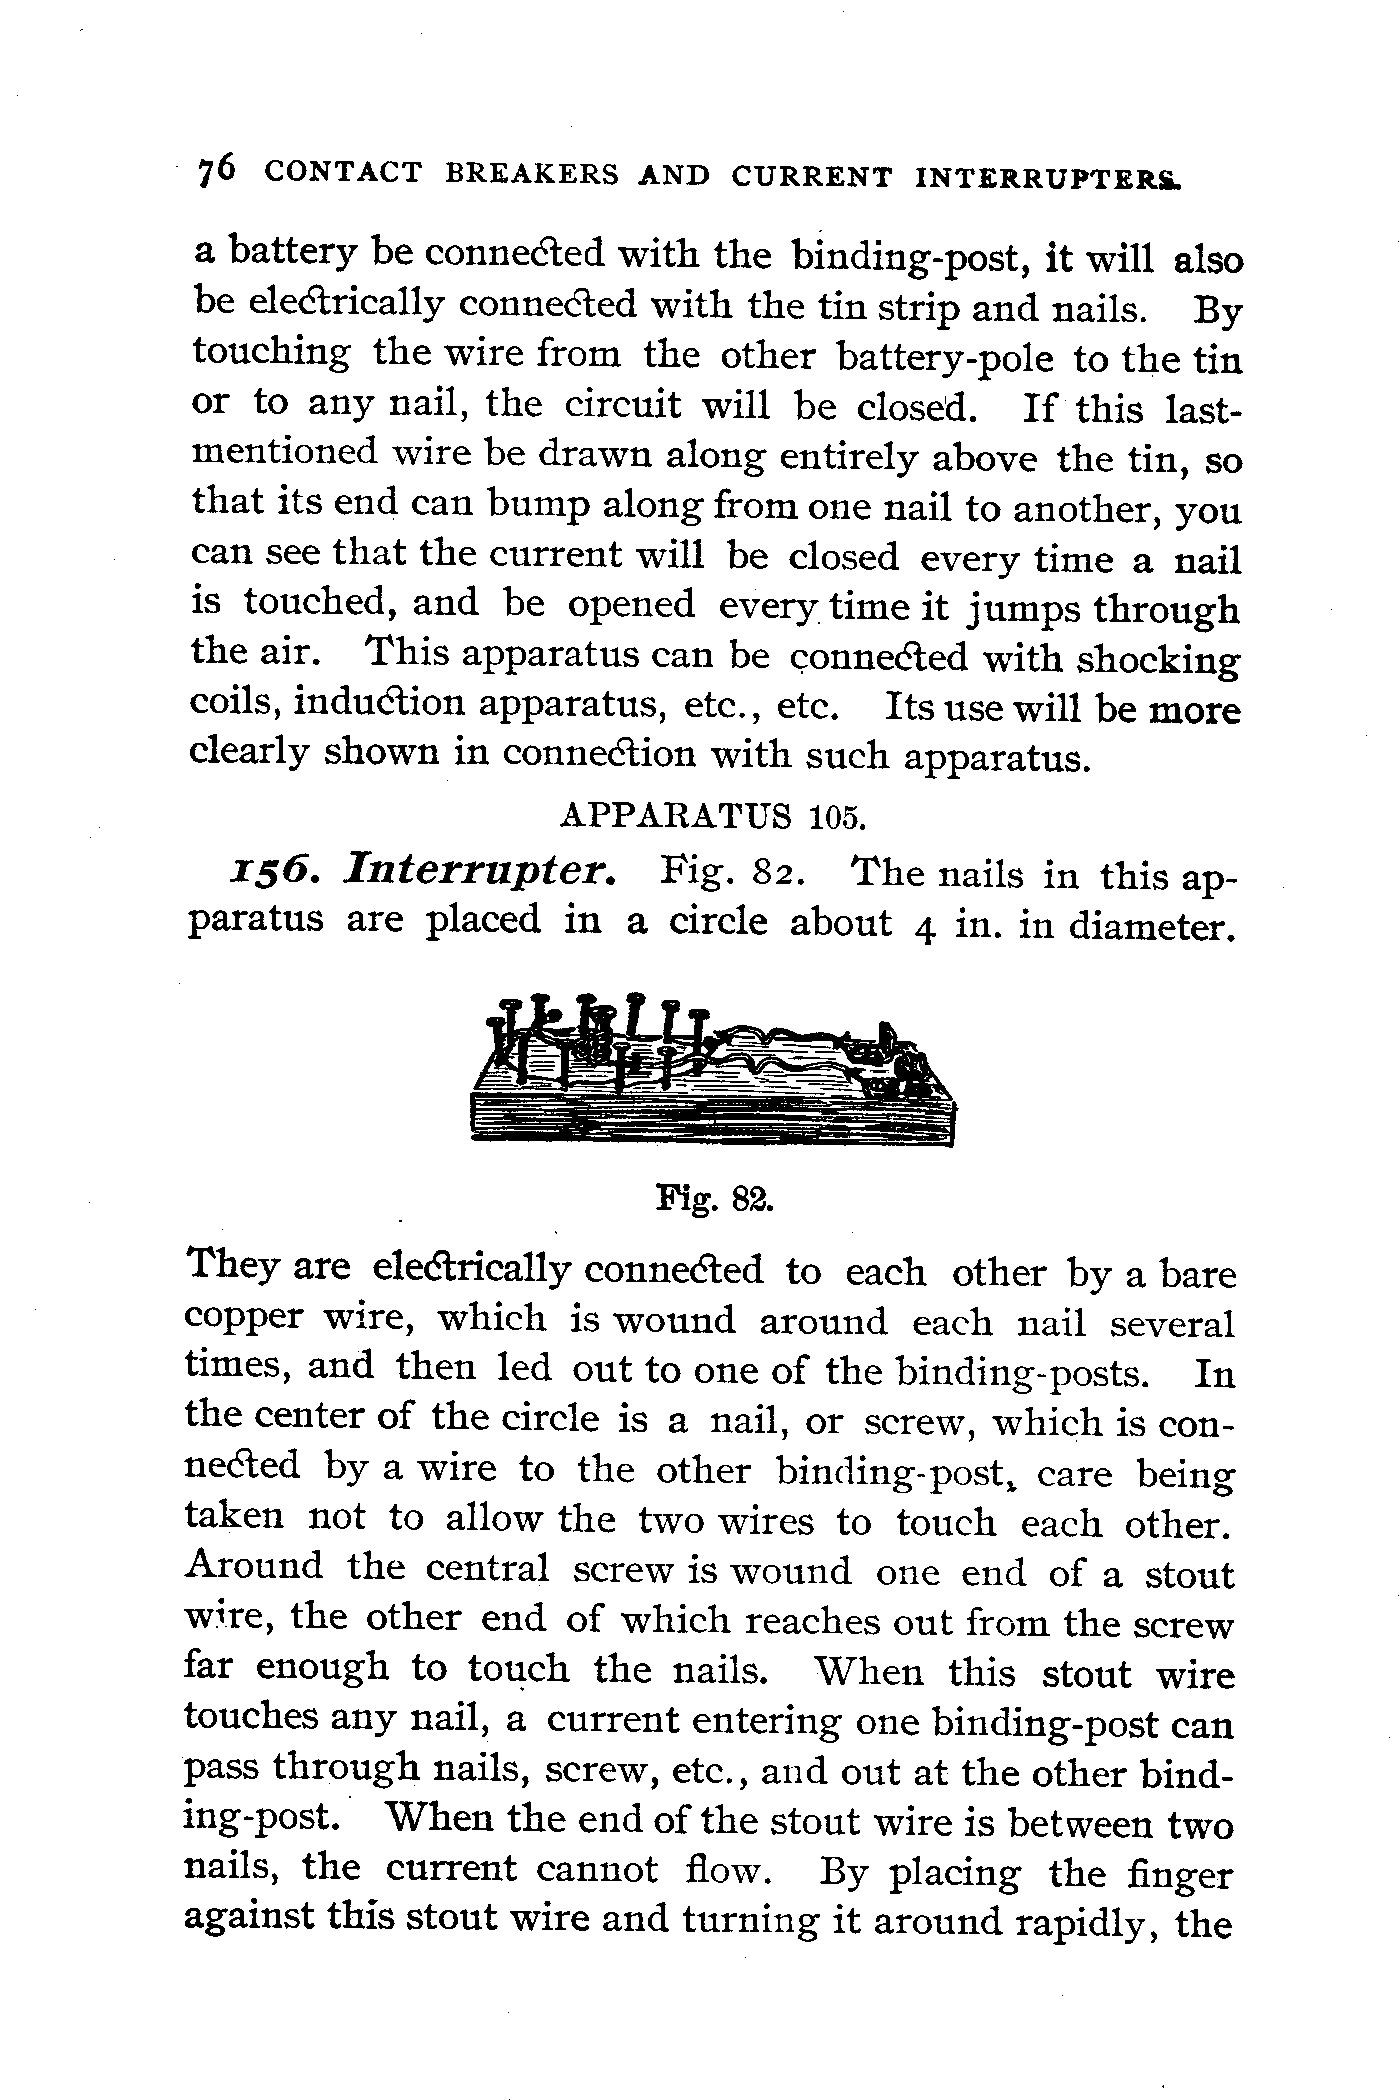 76 CONTACT BREAKERS AND CURRENT INTERRUPTERS.
a battery be connected with the binding-post, it will also
be electrically connected with the tin strip and nails. By
touching the wire from the other battery-pole to the tin
or to any nail, the circuit will be closed. If this last-
mentioned wire be drawn along entirely above the tin, so
that its end can bump along from one nail to another, you
can see that the current will be closed every time a nail
is touched, and be opened every time it jumps through
the air. This apparatus can be connected with shocking
coils, induction apparatus, etc., etc. Its use will be more
clearly shown in connection with such apparatus.
APPARATUS 105.
156. Interrupter. Fig. 82. The nails in this ap-
paratus are placed in a circle about 4 in. in diameter.
Fig. 82.
They are electrically connected to each other by a bare
copper wire, which is wound around each nail several
times, and then led out to one of the binding-posts. In
the center of the circle is a nail, or screw, which is con-
nected by a wire to the other binding-post, care being
taken not to allow the two wires to touch each other.
Around the central screw is wound one end of a stout
wire, the other end of which reaches out from the screw
far enough to touch the nails. When this stout wire
touches any nail, a current entering one binding-post can
pass through nails, screw, etc., and out at the other bind-
ing-post. When the end of the stout wire is between two
nails, the current cannot flow. By placing the finger
against this stout wire and turning it around rapidly, the